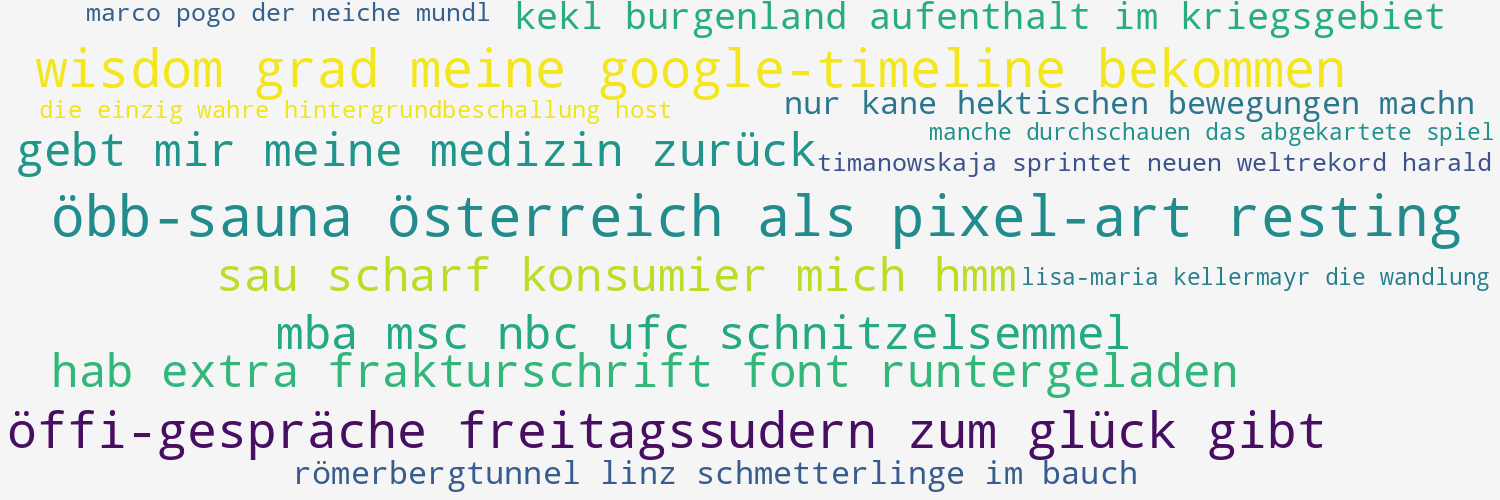 marco pogo der neiche mundl
kekl burgenland aufenthalt im kriegsgebiet
wisdom grad meine google-timeline bekommen
die einzig wahre hintergrundbeschallung host
nur kane hektischen bewegungen machn
manche durchschauen das abgekartete spiel
gebt mir meine medizin zurück
timanowskaja sprintet neuen weltrekord harald
öbb-sauna österreich als pixel-art resting
sau scharf konsumier mich hmm
lisa-maria kellermayr die wandlung
mba msc nbc ufc schnitzelsemmel
hab extra frakturschrift font runtergeladen
öffi-gespräche freitagssudern zum glück gibt
römerbergtunnel linz schmetterlinge im bauch